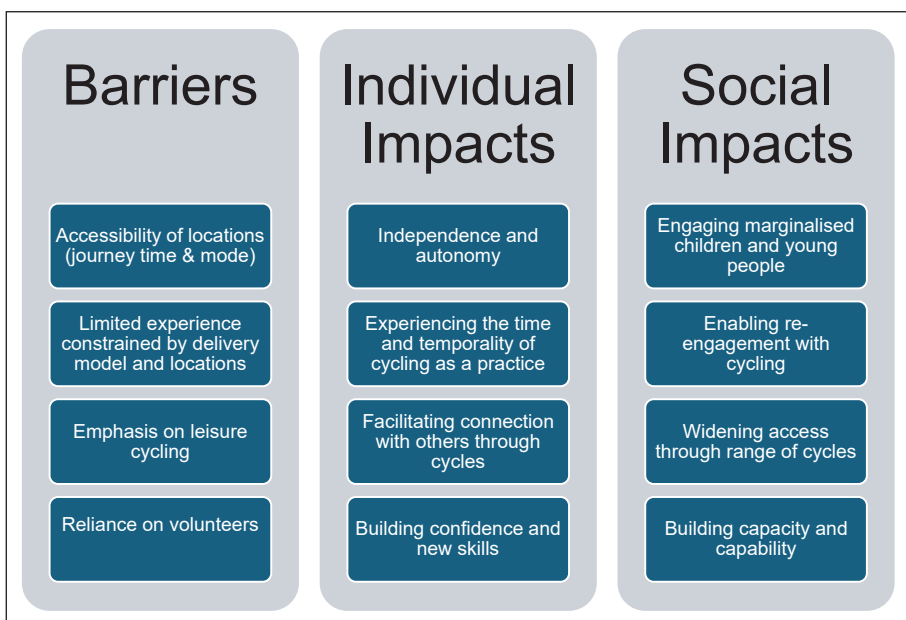 Barriers
Accessibility of locations
(journey time & mode)
Limited experience
constrained by delivery
model and locations
Emphasis on leisure
cycling
Reliance on volunteers
Individual
Impacts
Independence and
autonomy
Experiencing the time
and temporality of
cycling as a practice
Facilitating connection
with others through
cycles
Building confidence and
new skills
Social
Impacts
Engaging marginalised
children and young
people
Enabling re-
engagement with
cycling
Widening access
through range of cycles
Building capacity and
capability